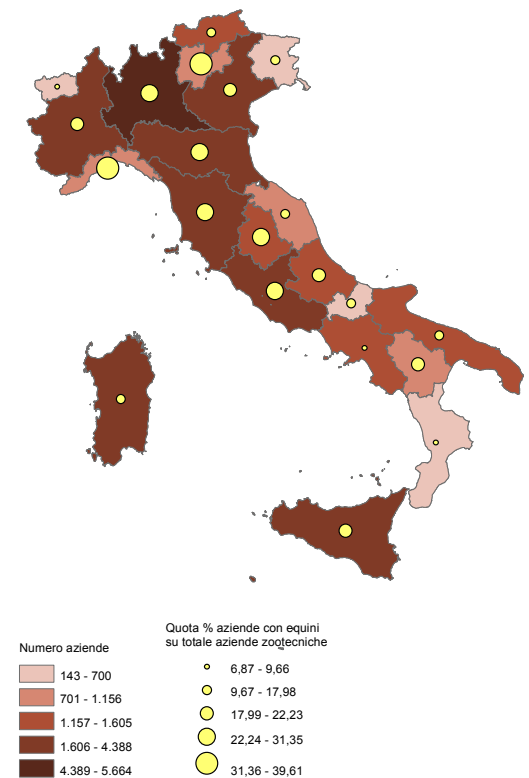 Quota % aziende con equini
su totale aziende zootecniche
Numero aziende
143 - 700
701 - 1.156
1.157 - 1.605
1.606 - 4.388
4.389 - 5.664
6,87 - 9,66
9,67 - 17,98
17,99 - 22,23
22,24 - 31,35
31,36 - 39,61